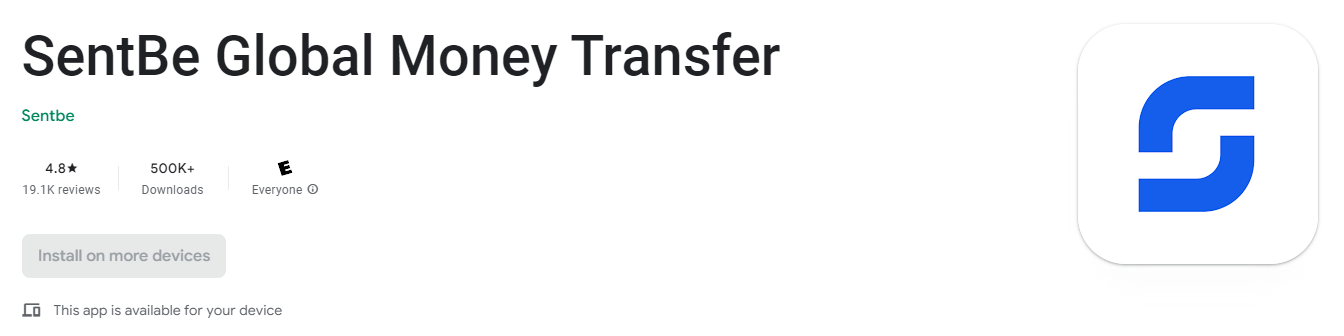 SentBe Global Money Transfer
Sentbe
4.8★ 500K+ E
19.1K reviews Downloads Everyone
Install on more devices
This app is available for your device